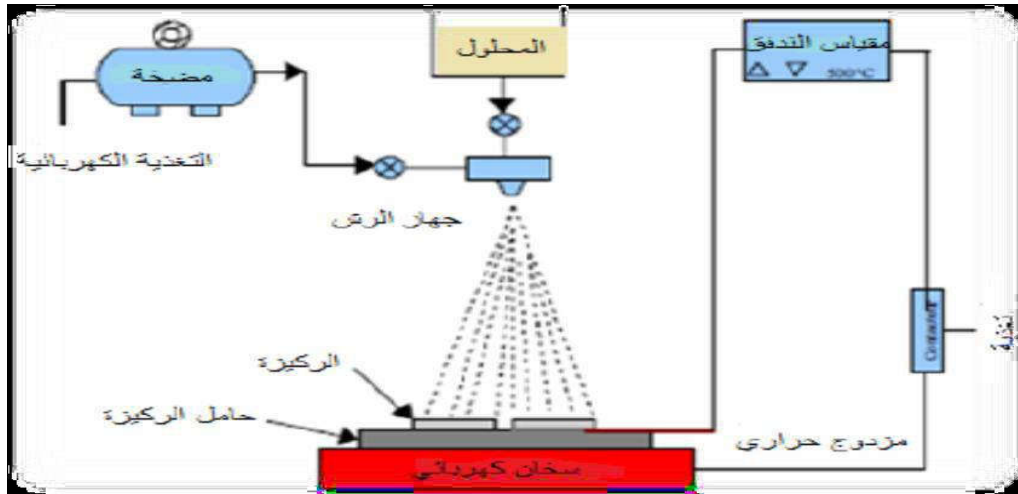 المحلول
مقياس التدفق
500°C
مضخة
التغذية الكهربائية
جهاز الرش
تغذية
الركيزة
حامل الركيزة
مزدوج حراري
سخان كهربائي